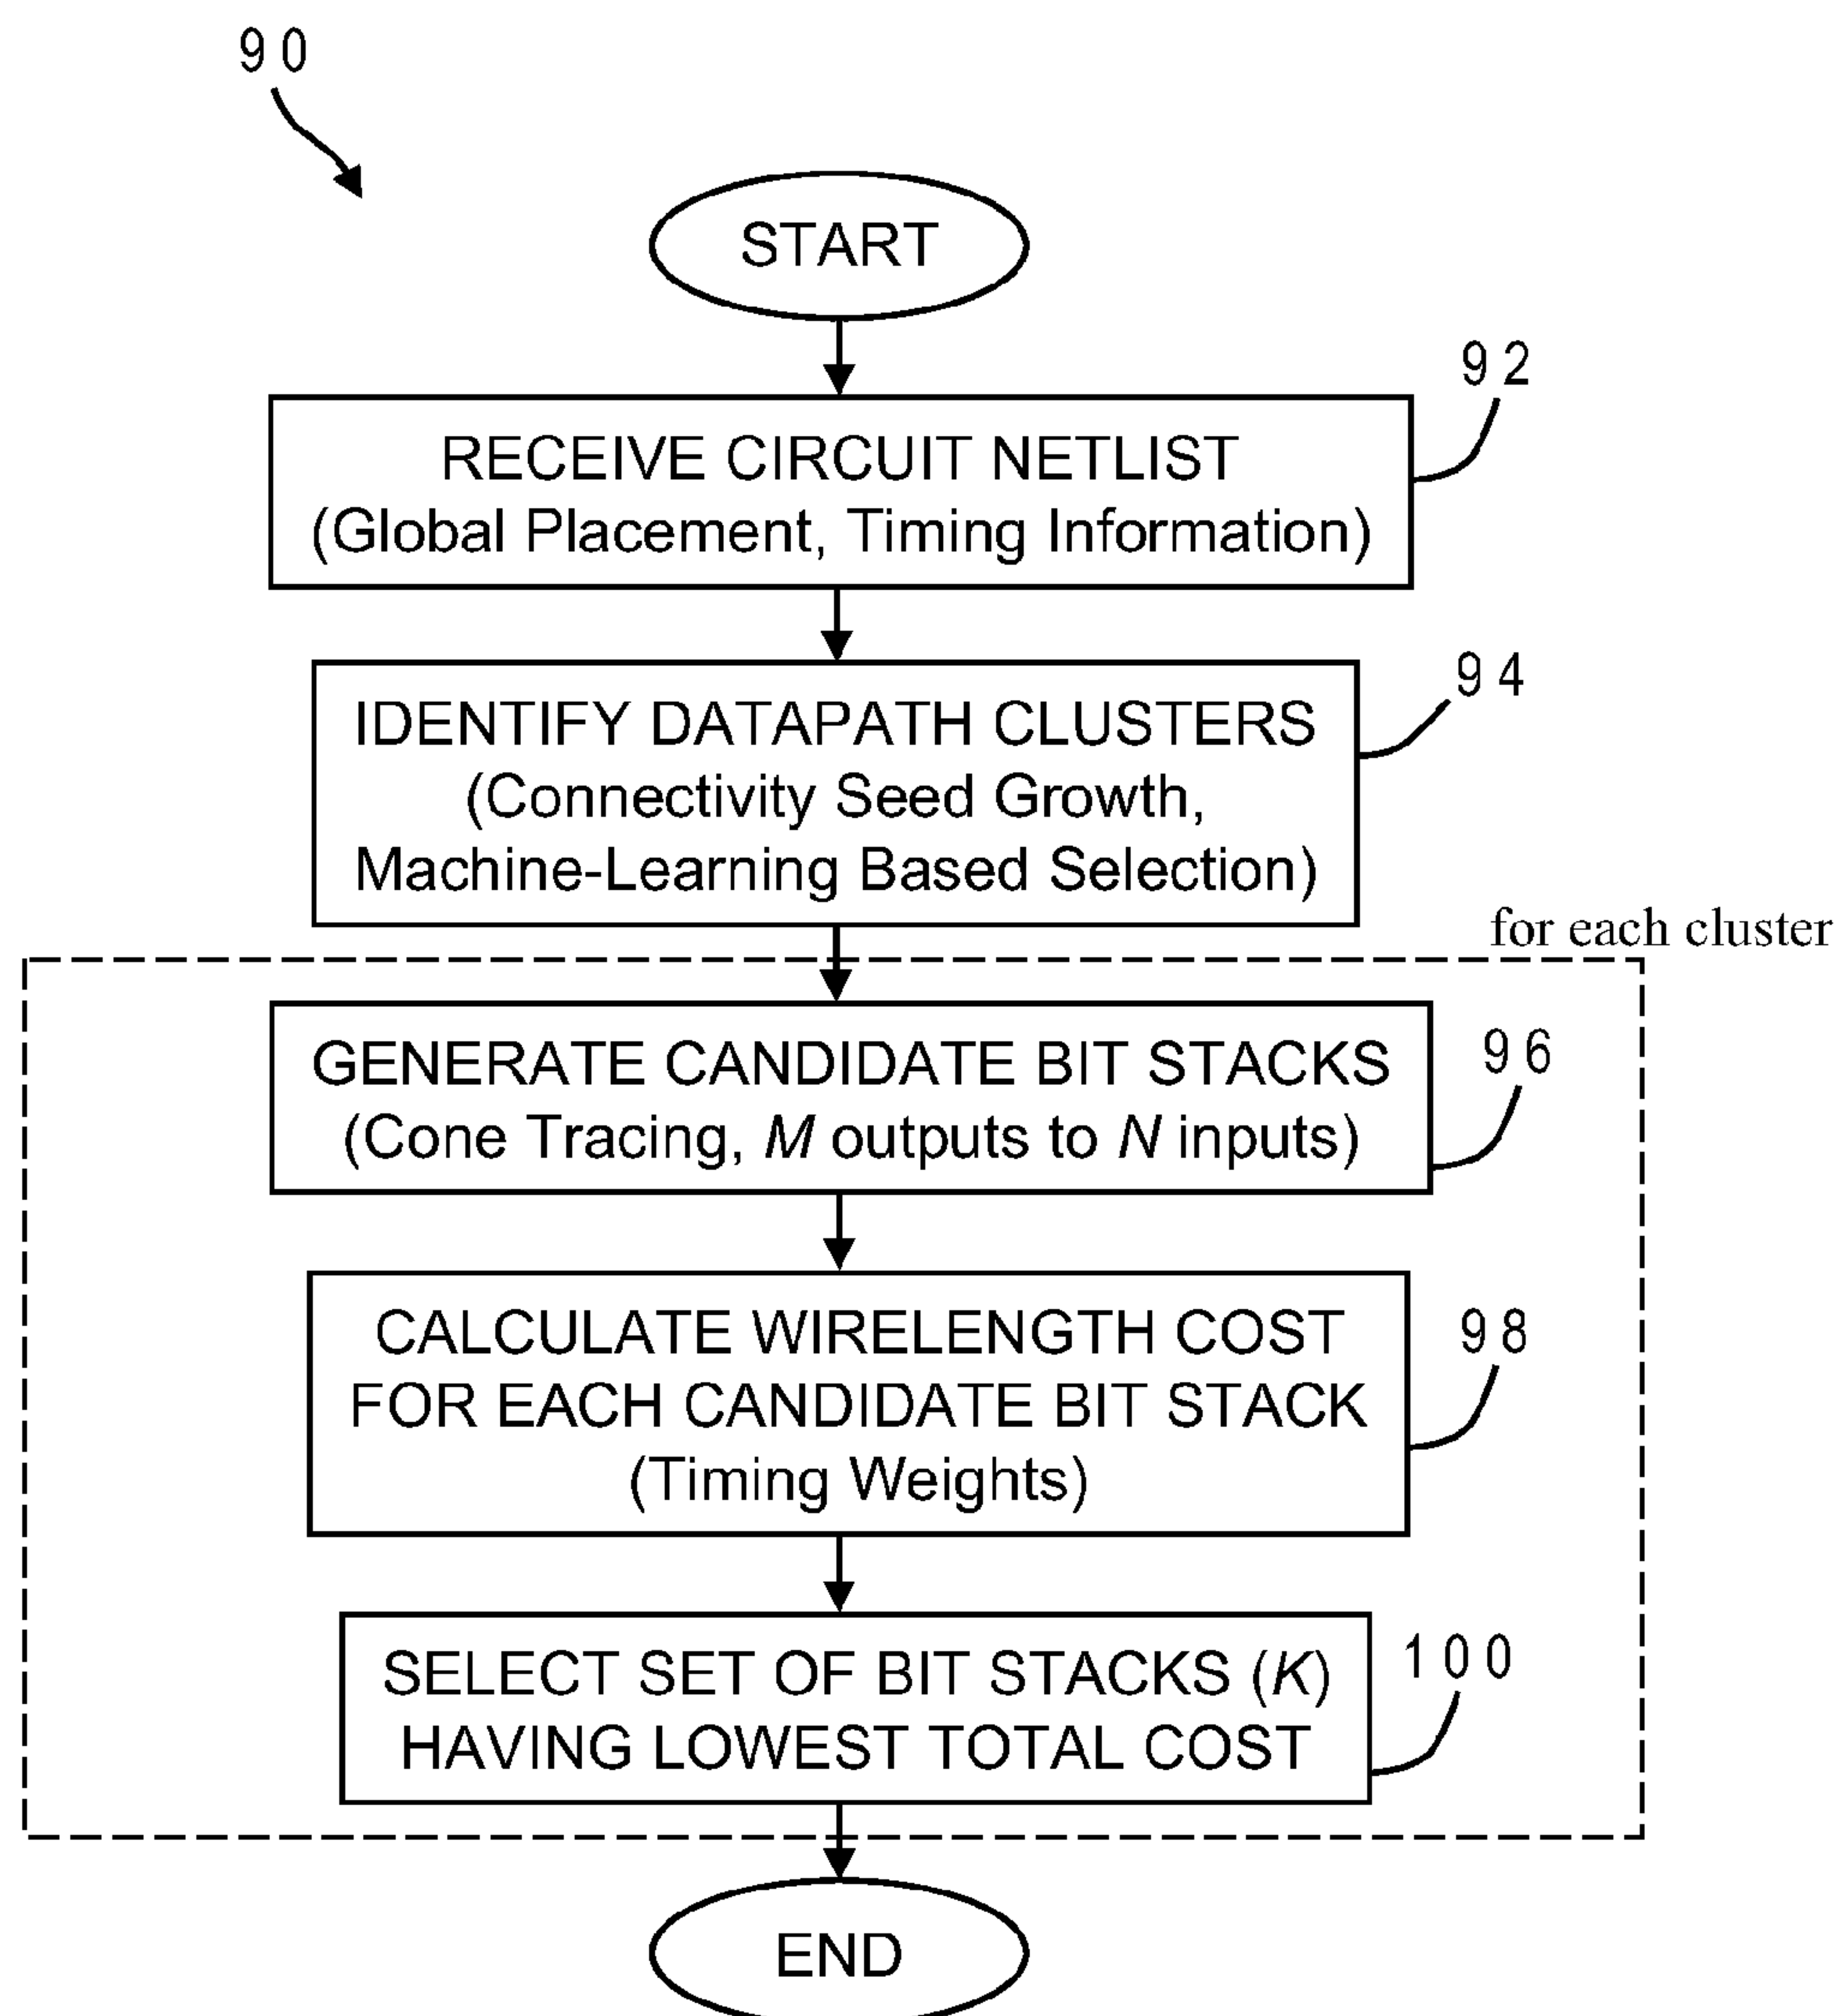 90
START
92
RECEIVE CIRCUIT NETLIST
(Global Placement, Timing Information)
94
IDENTIFY DATAPATH CLUSTERS
(Connectivity Seed Growth,
Machine-Learning Based Selection)
for each cluster
96
GENERATE CANDIDATE BIT STACKS
(Cone Tracing, M outputs to N inputs)
98
CALCULATE WIRELENGTH COST
FOR EACH CANDIDATE BIT STACK
(Timing Weights)
100
SELECT SET OF BIT STACKS (K)
HAVING LOWEST TOTAL COST
END